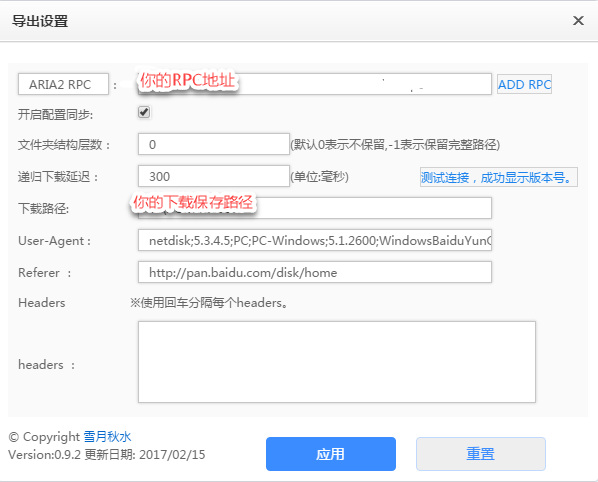 导出设置
ARIA2 RPC : 你的RPC地址 ADD RPC
开启配置同步:
文件夹结构层数: 0 (默认0表示不保留,-1表示保留完整路径)
递归下载延迟: 300 (单位:毫秒) 测试连接，成功显示版本号。
下载路径: 你的下载保存路径
User-Agent : netdisk;5.3.4.5;PC;PC-Windows;5.1.2600;WindowsBaiduYunG
Referer : http://pan.baidu.com/disk/home
Headers ※使用回车分隔每个headers。
headers :
© Copyright 雪月秋水
Version:0.9.2 更新日期: 2017/02/15
应用 重置